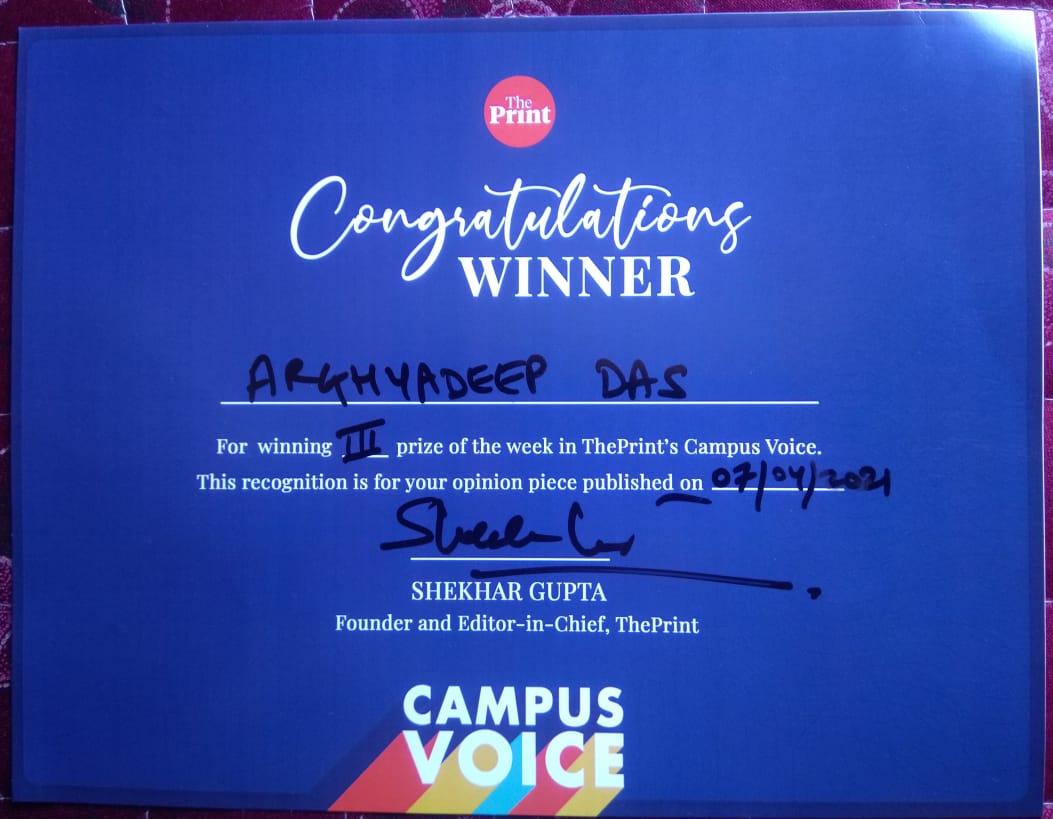 The
Print
Congratulations
WINNER
ARGHYADEEP DAS
For winning III prize of the week in ThePrint's Campus Voice.
This recognition is for your opinion piece published on 07/04/2021
SHEKHAR GUPTA
Founder and Editor-in-Chief, ThePrint
CAMPUS
VOICE